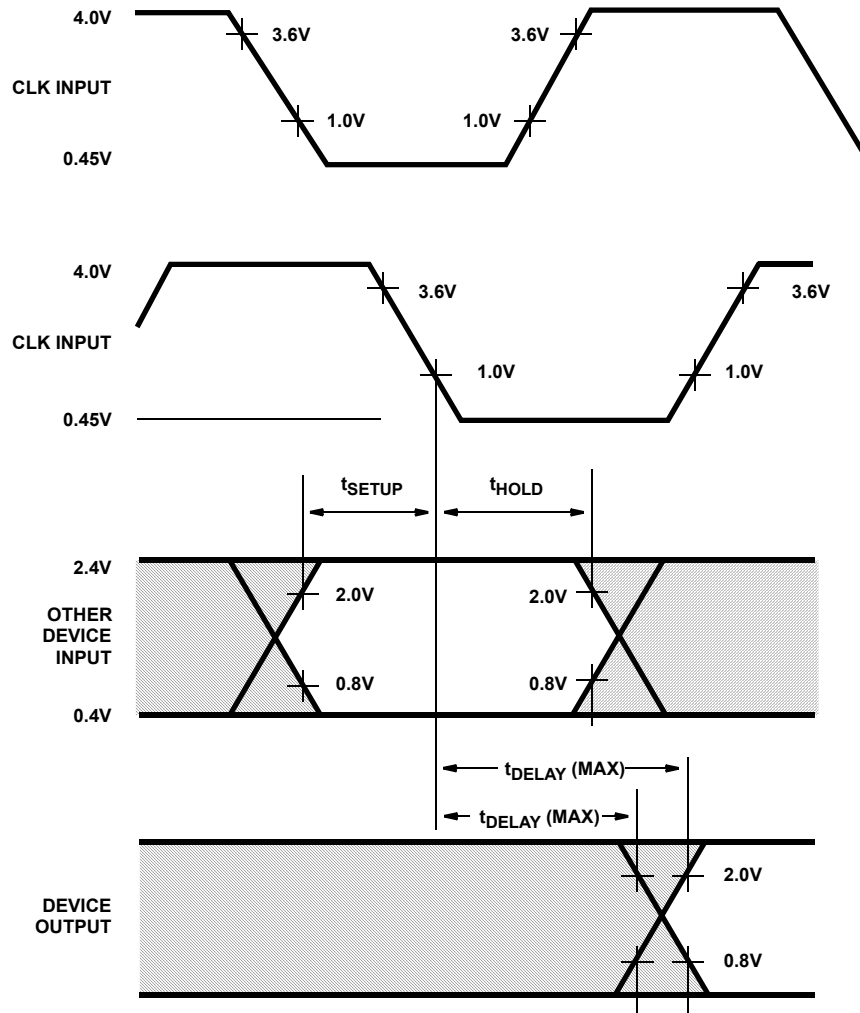 4.0V
3.6V
3.6V
CLK INPUT
1.0V
1.0V
0.45V
4.0V
3.6V
3.6V
CLK INPUT
1.0V
1.0V
0.45V
tSETUP
tHOLD
2.4V
2.0V
2.0V
OTHER
DEVICE
INPUT
0.8V
0.8V
0.4V
tDELAY (MAX)
tDELAY (MAX)
2.0V
DEVICE
OUTPUT
0.8V